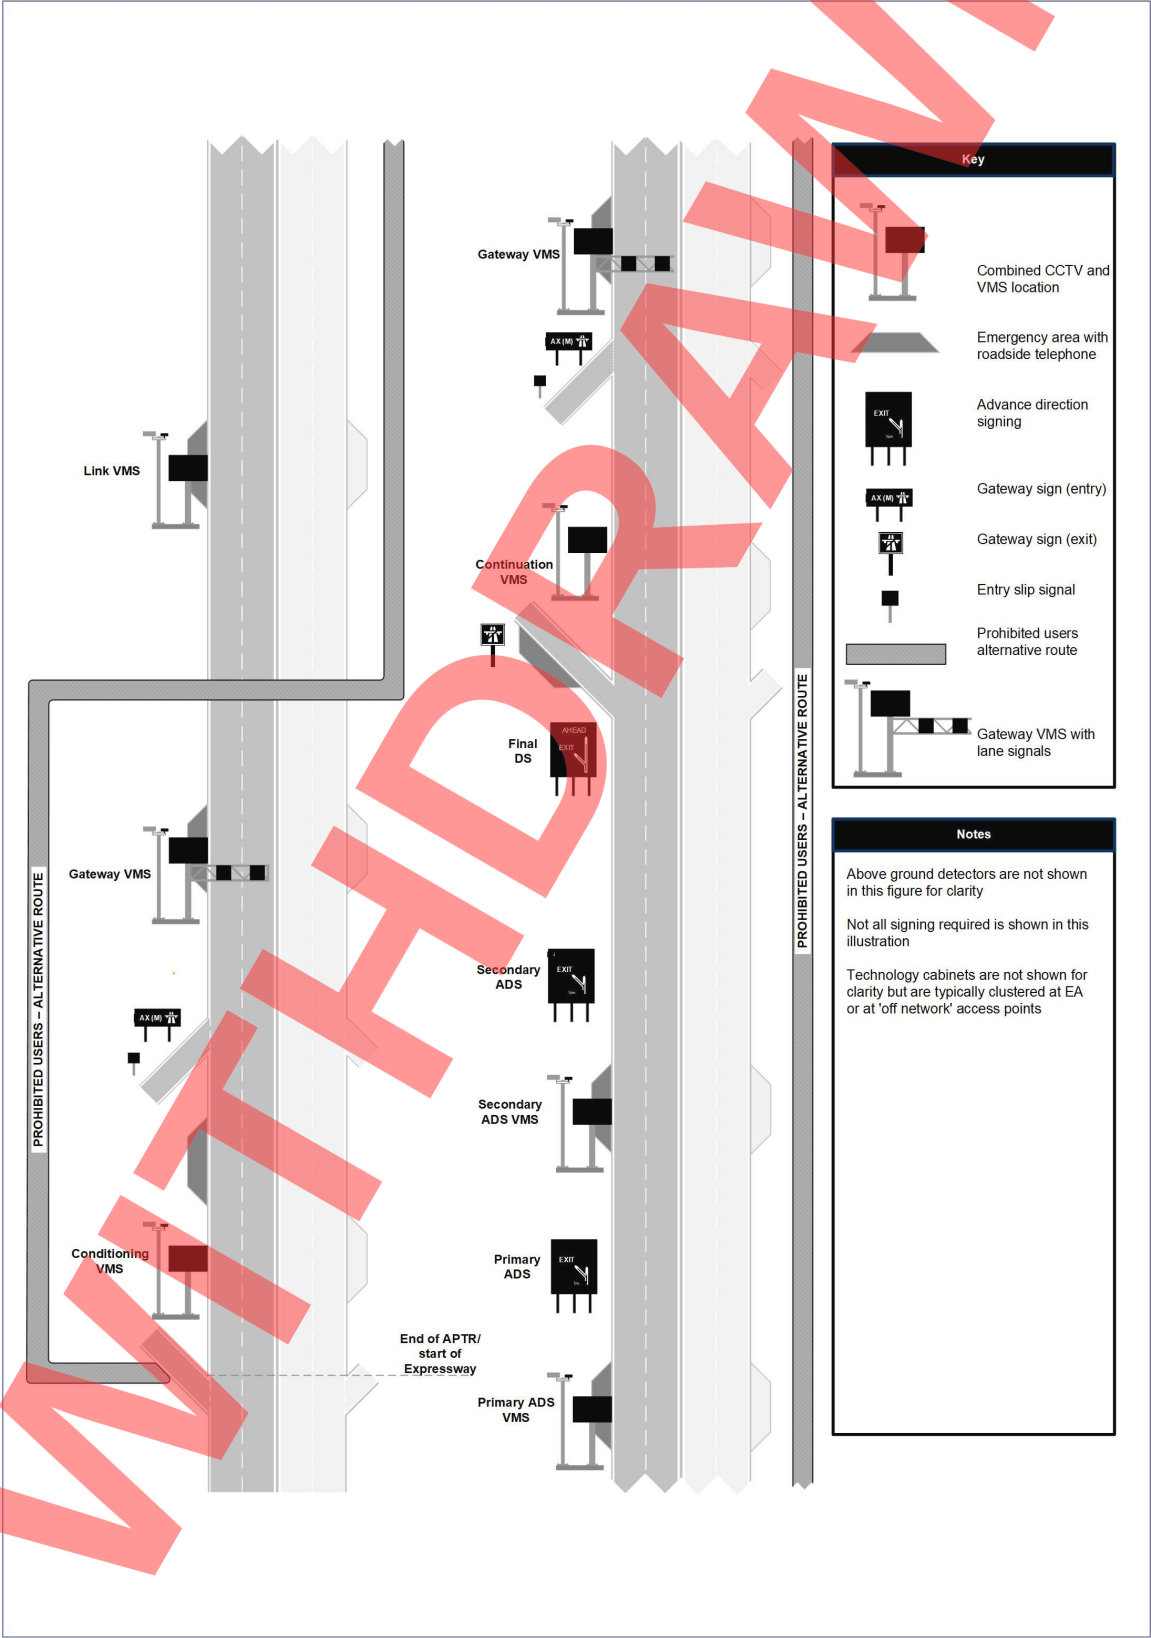 Link VMS
Gateway VMS
AX (M)
Conditioning
VMS
PROHIBITED USERS – ALTERNATIVE ROUTE
End of APTR/
start of
Expressway
Gateway VMS
AX (M)
Continuation
VMS
Final
DS
AHEAD
EXIT
Secondary
ADS
EXIT
Secondary
ADS VMS
Primary
ADS
EXIT
Primary ADS
VMS
PROHIBITED USERS – ALTERNATIVE ROUTE
Key
Combined CCTV and
VMS location
Emergency area with
roadside telephone
EXIT
Advance direction
signing
AX (M)
Gateway sign (entry)
Gateway sign (exit)
Entry slip signal
Prohibited users
alternative route
Gateway VMS with
lane signals
Notes
Above ground detectors are not shown
in this figure for clarity
Not all signing required is shown in this
illustration
Technology cabinets are not shown for
clarity but are typically clustered at EA
or at 'off network' access points
WITHDRAWN